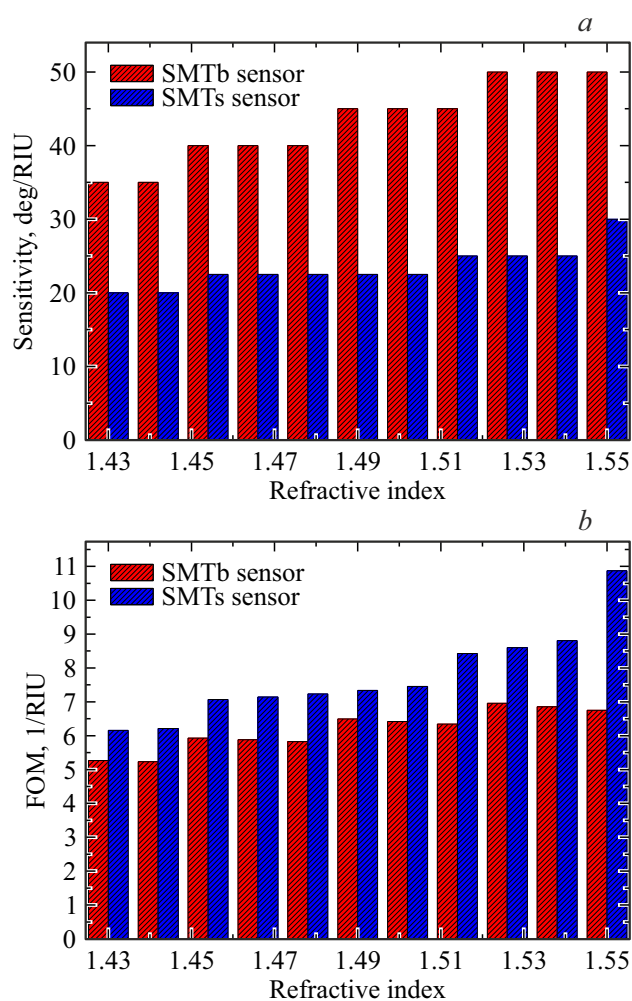 a
50
40
30
20
10
0
Sensitivity, deg/RIU
SMTb sensor
SMTs sensor
1.43 1.45 1.47 1.49 1.51 1.53 1.55
Refractive index
b
11
10
9
8
7
6
5
4
3
2
1
0
FOM, 1/RIU
SMTb sensor
SMTs sensor
1.43 1.45 1.47 1.49 1.51 1.53 1.55
Refractive index